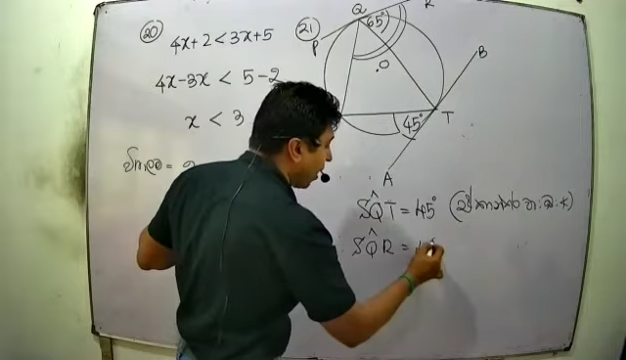 20
4x + 2 < 3x + 5
4x - 3x < 5 - 2
x < 3
21
P
Q
R
65°
O
B
T
45°
A
SQ̂T = 45°
SQ̂R =